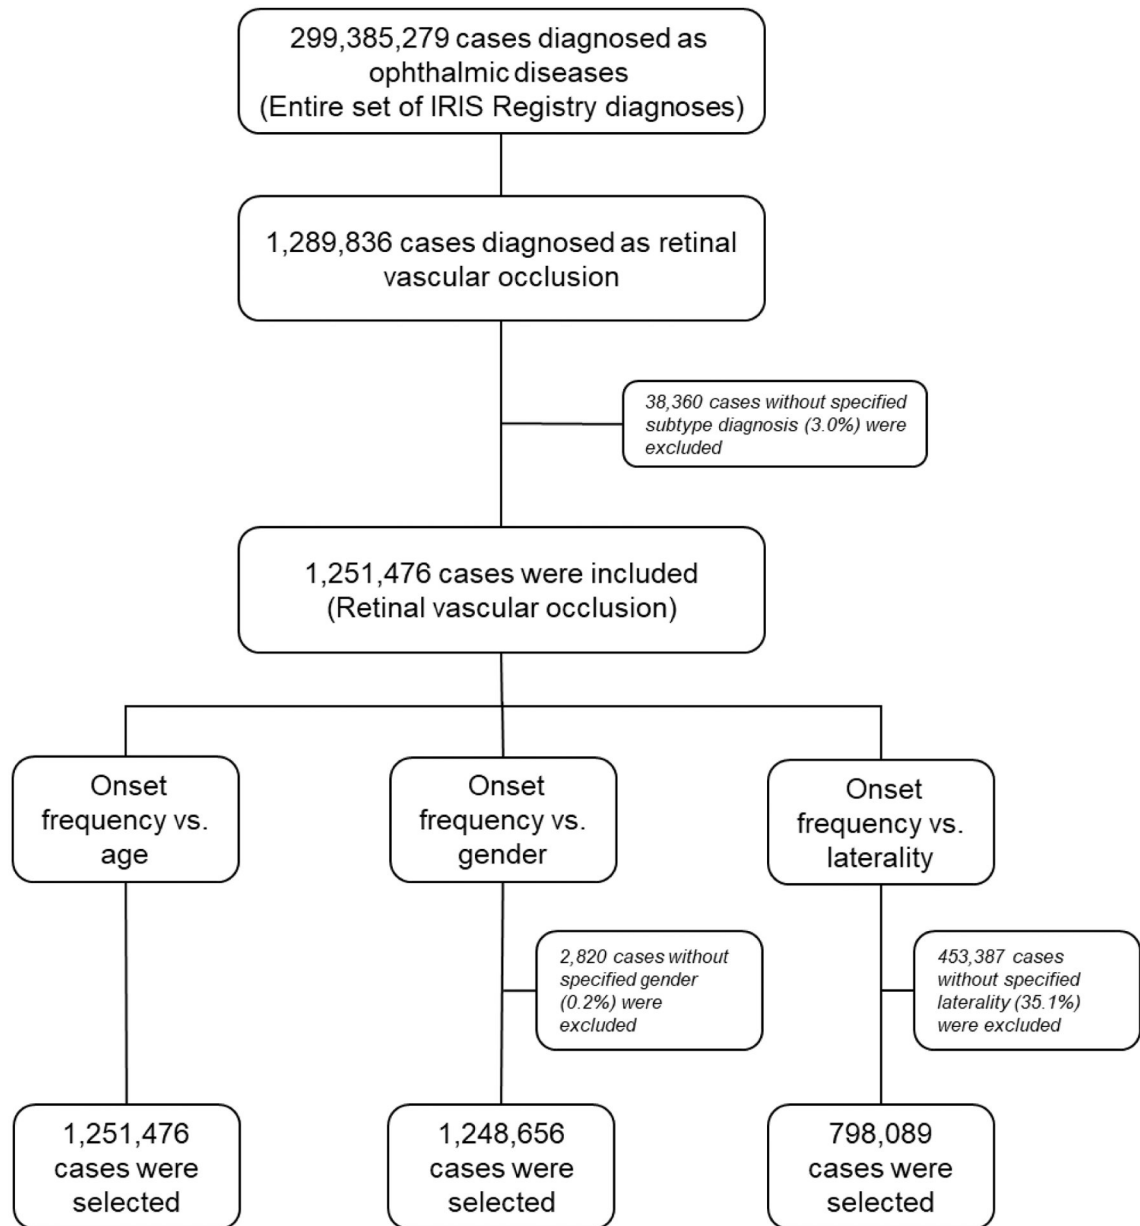 299,385,279 cases diagnosed as
ophthalmic diseases
(Entire set of IRIS Registry diagnoses)
1,289,836 cases diagnosed as retinal
vascular occlusion
38,360 cases without specified
subtype diagnosis (3.0%) were
excluded
1,251,476 cases were included
(Retinal vascular occlusion)
Onset
frequency vs.
age
Onset
frequency vs.
gender
Onset
frequency vs.
laterality
2,820 cases without
specified gender
(0.2%) were
excluded
453,387 cases
without specified
laterality (35.1%)
were excluded
1,251,476
cases were
selected
1,248,656
cases were
selected
798,089
cases were
selected